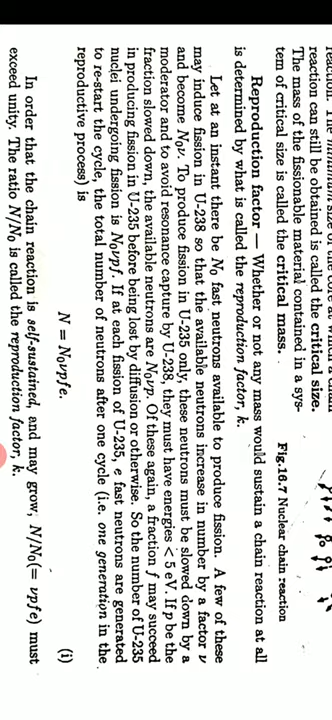 reaction can still be obtained is called the critical size.
The mass of the fissionable material contained in a sys-
tem of critical size is called the critical mass. .
Fig.16.7 Nuclear chain reaction
Reproduction factor — Whether or not any mass would sustain a chain reaction at all
is determined by what is called the reproduction factor, k.
Let at an instant there be N₀ fast neutrons available to produce fission. A few of these
may induce fission in U-238 so that the available neutrons increase in number by a factor ν
and become N₀ν. To produce fission in U-235 only, these neutrons must be slowed down by a
moderator and to avoid resonance capture by U-238, they must have energies < 5 eV. If p be the
fraction slowed down, the available neutrons are N₀νp. Of these again, a fraction f may succeed
in producing fission in U-235 before being lost by diffusion or otherwise. So the number of U-235
nuclei undergoing fission is N₀νpf. If at each fission of U-235, e fast neutrons are generated
to re-start the cycle, the total number of neutrons after one cycle (i.e. one generation in the
reproductive process) is
N = N₀νpfe. (i)
In order that the chain reaction is self-sustained, and may grow, N/N₀(= νpfe) must
exceed unity. The ratio N/N₀ is called the reproduction factor, k.